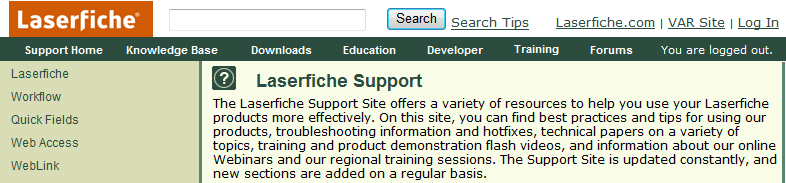 Laserfiche® Search Search Tips Laserfiche.com | VAR Site | Log In
Support Home Knowledge Base Downloads Education Developer Training Forums You are logged out.
Laserfiche
Workflow
Quick Fields
Web Access
WebLink
? Laserfiche Support
The Laserfiche Support Site offers a variety of resources to help you use your Laserfiche
products more effectively. On this site, you can find best practices and tips for using our
products, troubleshooting information and hotfixes, technical papers on a variety of
topics, training and product demonstration flash videos, and information about our online
Webinars and our regional training sessions. The Support Site is updated constantly, and
new sections are added on a regular basis.